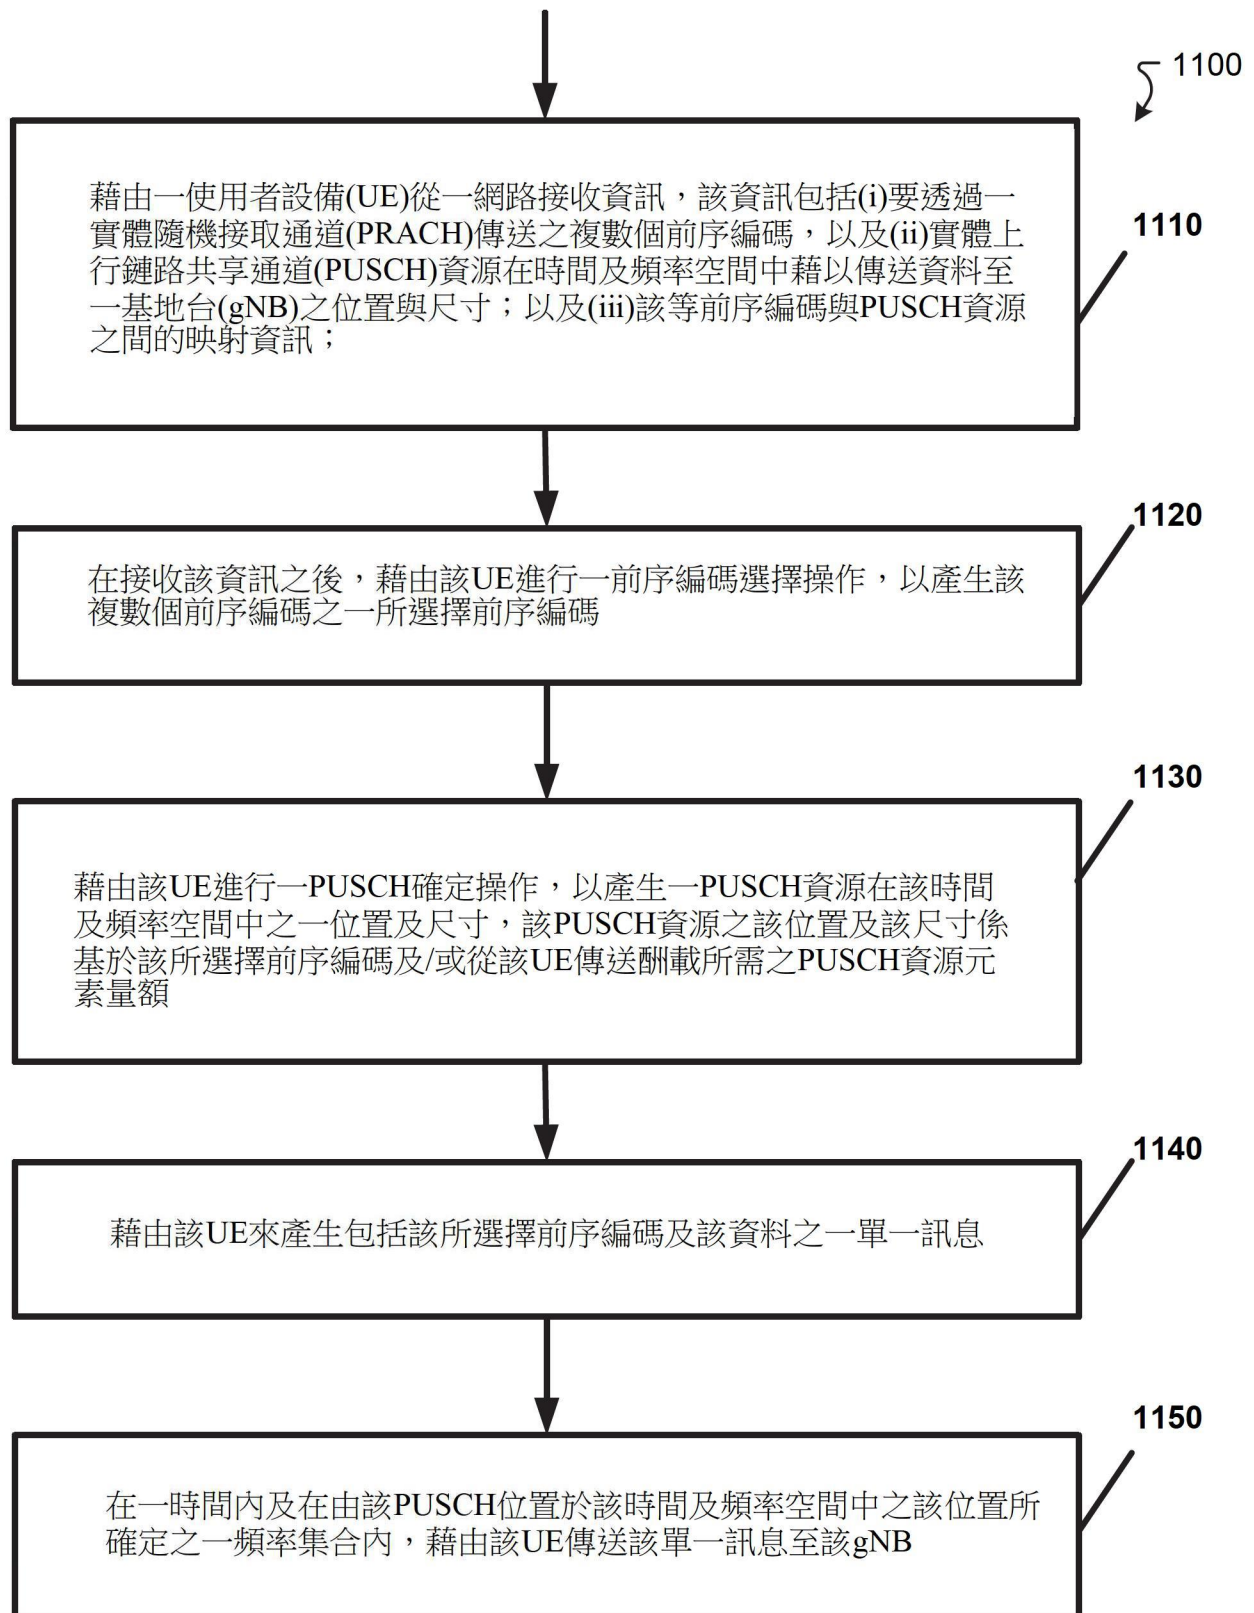 1100
藉由一使用者設備(UE)從一網路接收資訊，該資訊包括(i)要透過一
實體隨機接取通道(PRACH)傳送之複數個前序編碼，以及(ii)實體上
行鏈路共享通道(PUSCH)資源在時間及頻率空間中藉以傳送資料至
一基地台(gNB)之位置與尺寸；以及(iii)該等前序編碼與PUSCH資源
之間的映射資訊；
1110
1120
在接收該資訊之後，藉由該UE進行一前序編碼選擇操作，以產生該
複數個前序編碼之一所選擇前序編碼
1130
藉由該UE進行一PUSCH確定操作，以產生一PUSCH資源在該時間
及頻率空間中之一位置及尺寸，該PUSCH資源之該位置及該尺寸係
基於該所選擇前序編碼及/或從該UE傳送酬載所需之PUSCH資源元
素量額
1140
藉由該UE來產生包括該所選擇前序編碼及該資料之一單一訊息
1150
在一時間內及在由該PUSCH位置於該時間及頻率空間中之該位置所
確定之一頻率集合內，藉由該UE傳送該單一訊息至該gNB